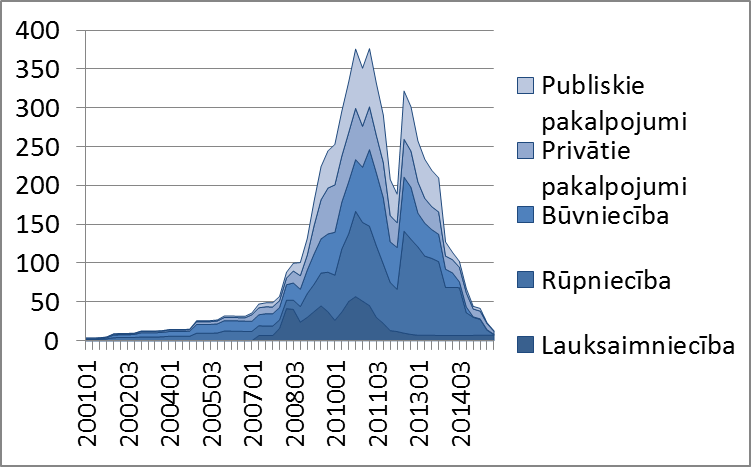 400
350
300
250
200
150
100
50
0
200101
200203
200401
200503
200701
200803
201001
201103
201301
201403
Publiskie
pakalpojumi
Privātie
pakalpojumi
Būvniecība
Rūpniecība
Lauksaimniecība